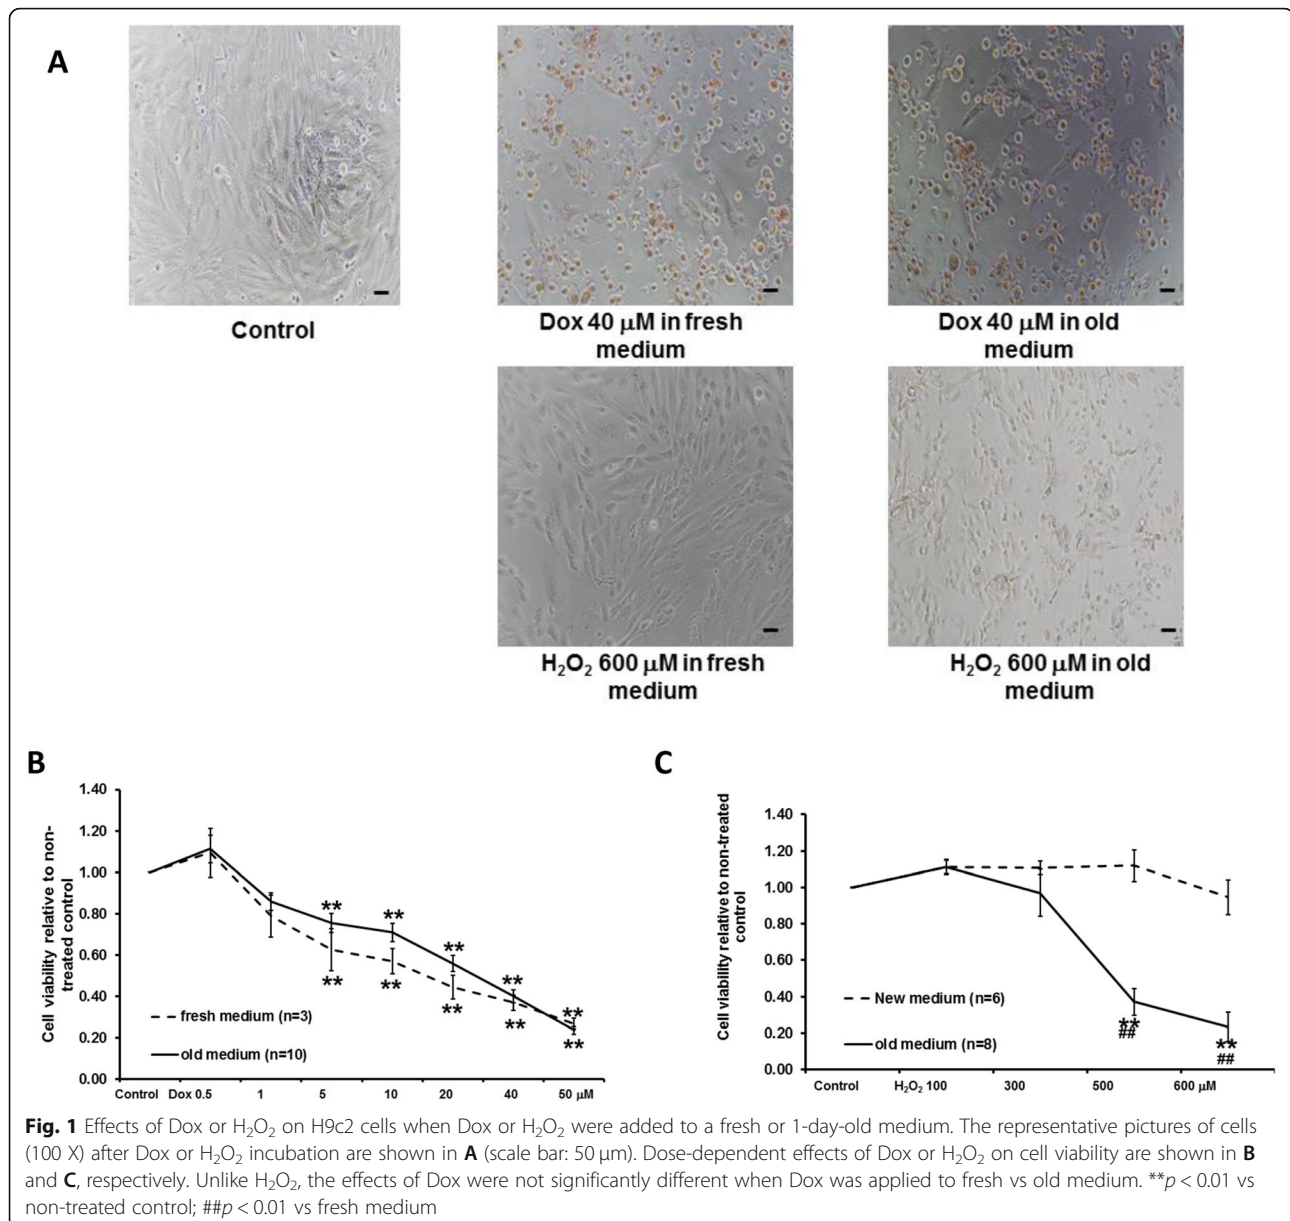 A
Control
Dox 40 μM in fresh
medium
Dox 40 μM in old
medium
H₂O₂ 600 μM in fresh
medium
H₂O₂ 600 μM in old
medium
B
Cell viability relative to non-
treated control
1.40
1.20
1.00
0.80
0.60
0.40
0.20
0.00
**
**
**
**
**
**
**
**
**
**
fresh medium (n=3)
old medium (n=10)
Control Dox 0.5 1 5 10 20 40 50 μM
C
Cell viability relative to non-treated
control
1.40
1.20
1.00
0.80
0.60
0.40
0.20
0.00
New medium (n=6)
old medium (n=8)
**
##
**
##
Control H₂O₂ 100 300 500 600 μM
Fig. 1 Effects of Dox or H₂O₂ on H9c2 cells when Dox or H₂O₂ were added to a fresh or 1-day-old medium. The representative pictures of cells
(100 X) after Dox or H₂O₂ incubation are shown in A (scale bar: 50 μm). Dose-dependent effects of Dox or H₂O₂ on cell viability are shown in B
and C, respectively. Unlike H₂O₂, the effects of Dox were not significantly different when Dox was applied to fresh vs old medium. **p < 0.01 vs
non-treated control; ##p < 0.01 vs fresh medium